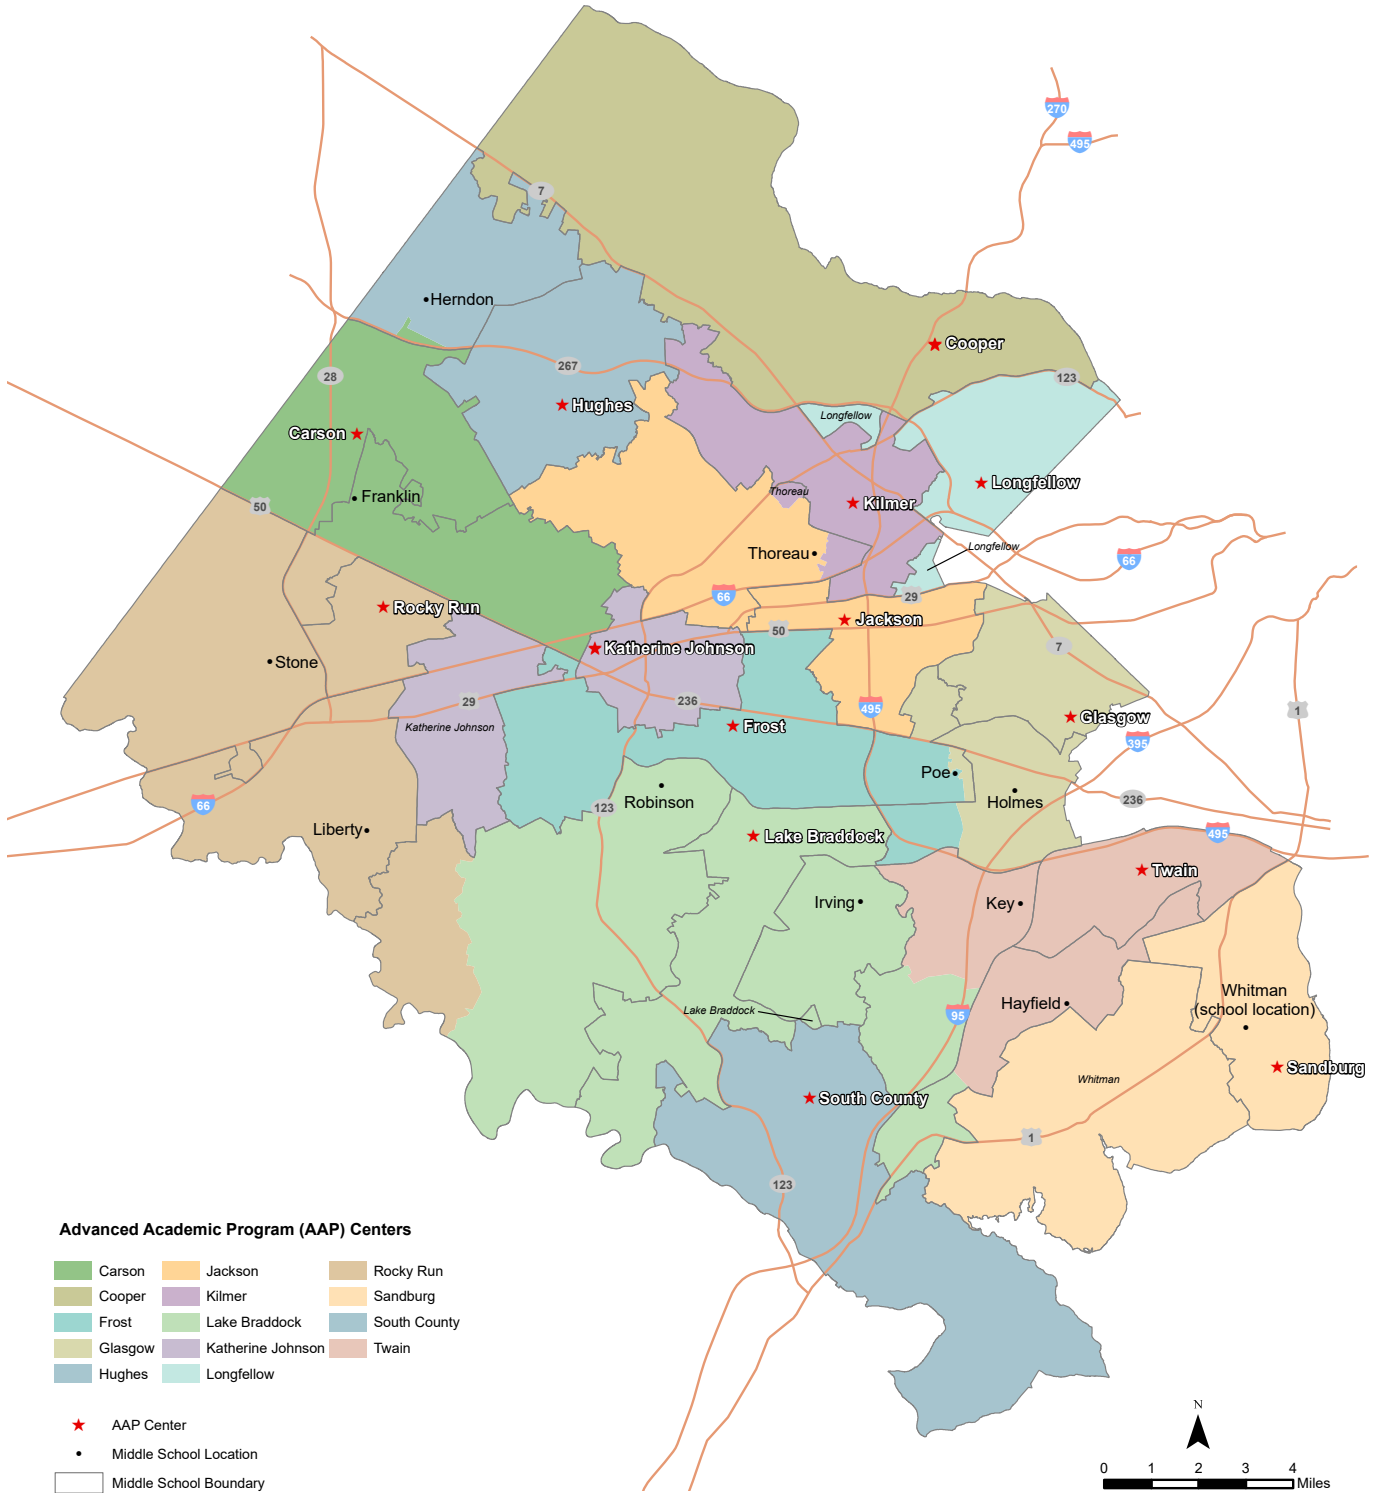 270
495
7
Herndon
Cooper
267
28
123
Hughes
Longfellow
Carson
Longfellow
Thoreau
Franklin
Kilmer
50
Longfellow
Thoreau
66
66
29
Rocky Run
Jackson
50
7
Katherine Johnson
Stone
29
236
495
1
Glasgow
Katherine Johnson
Frost
395
Poe
Holmes
236
66
123
Robinson
Liberty
Lake Braddock
495
Twain
Irving
Key
Whitman
(school location)
Hayfield
Lake Braddock
95
Sandburg
Whitman
South County
1
123
Advanced Academic Program (AAP) Centers
Carson
Jackson
Rocky Run
Cooper
Kilmer
Sandburg
Frost
Lake Braddock
South County
Glasgow
Katherine Johnson
Twain
Hughes
Longfellow
AAP Center
Middle School Location
Middle School Boundary
N
0 1 2 3 4
Miles